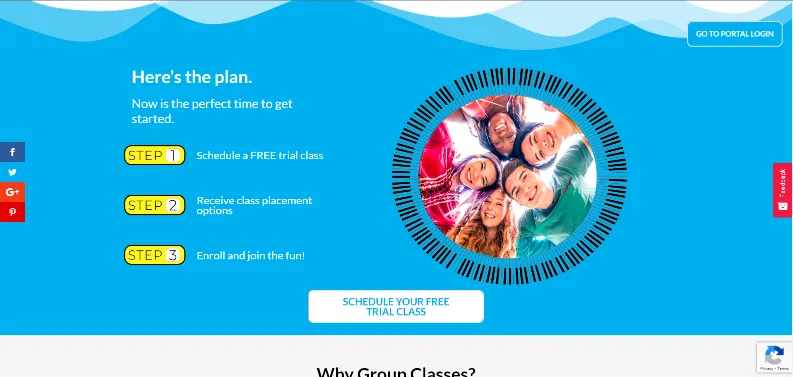 GO TO PORTAL LOGIN
Here's the plan.
Now is the perfect time to get
started.
STEP 1
Schedule a FREE trial class
STEP 2
Receive class placement
options
STEP 3
Enroll and join the fun!
SCHEDULE YOUR FREE
TRIAL CLASS
Feedback
Why Group Classes?
Privacy - Terms